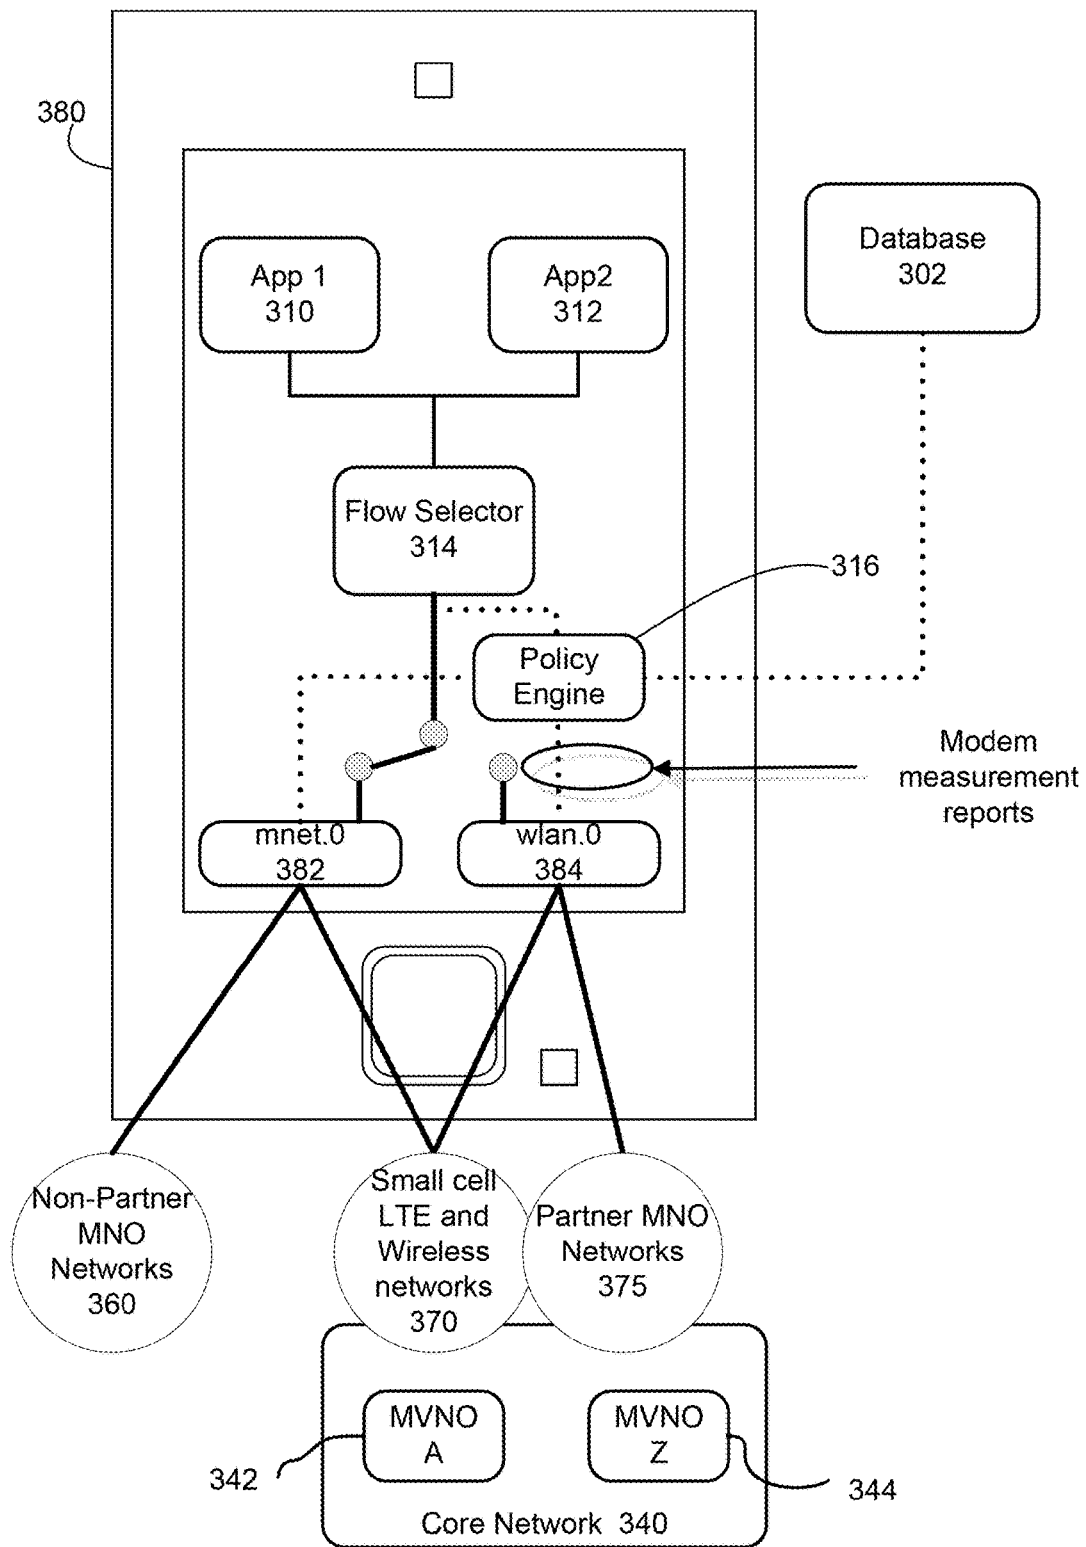 380
App 1
310
App2
312
Database
302
Flow Selector
314
316
Policy
Engine
Modem
measurement
reports
mnet.0
382
wlan.0
384
Non-Partner
MNO
Networks
360
Small cell
LTE and
Wireless
networks
370
Partner MNO
Networks
375
MVNO
A
MVNO
Z
342
344
Core Network 340